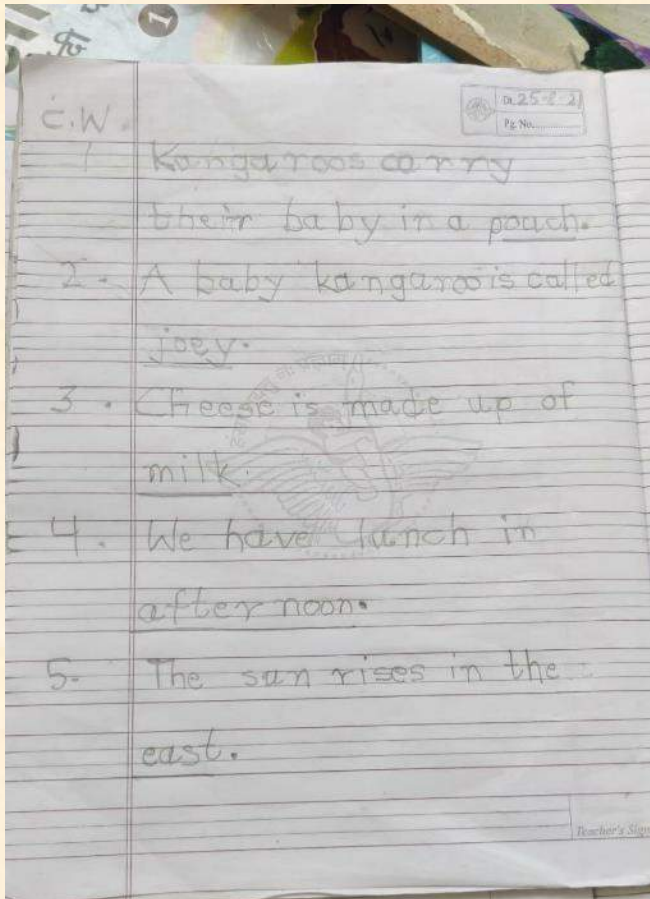 C.W.
Dt. 25-8-21
Pg. No.
1 Kangaroos carry
their baby in a pouch.
2. A baby kangaroo is called
joey.
3. Cheese is made up of
milk.
4. We have lunch in
after noon.
5. The sun rises in the
east.
Teacher's Sign